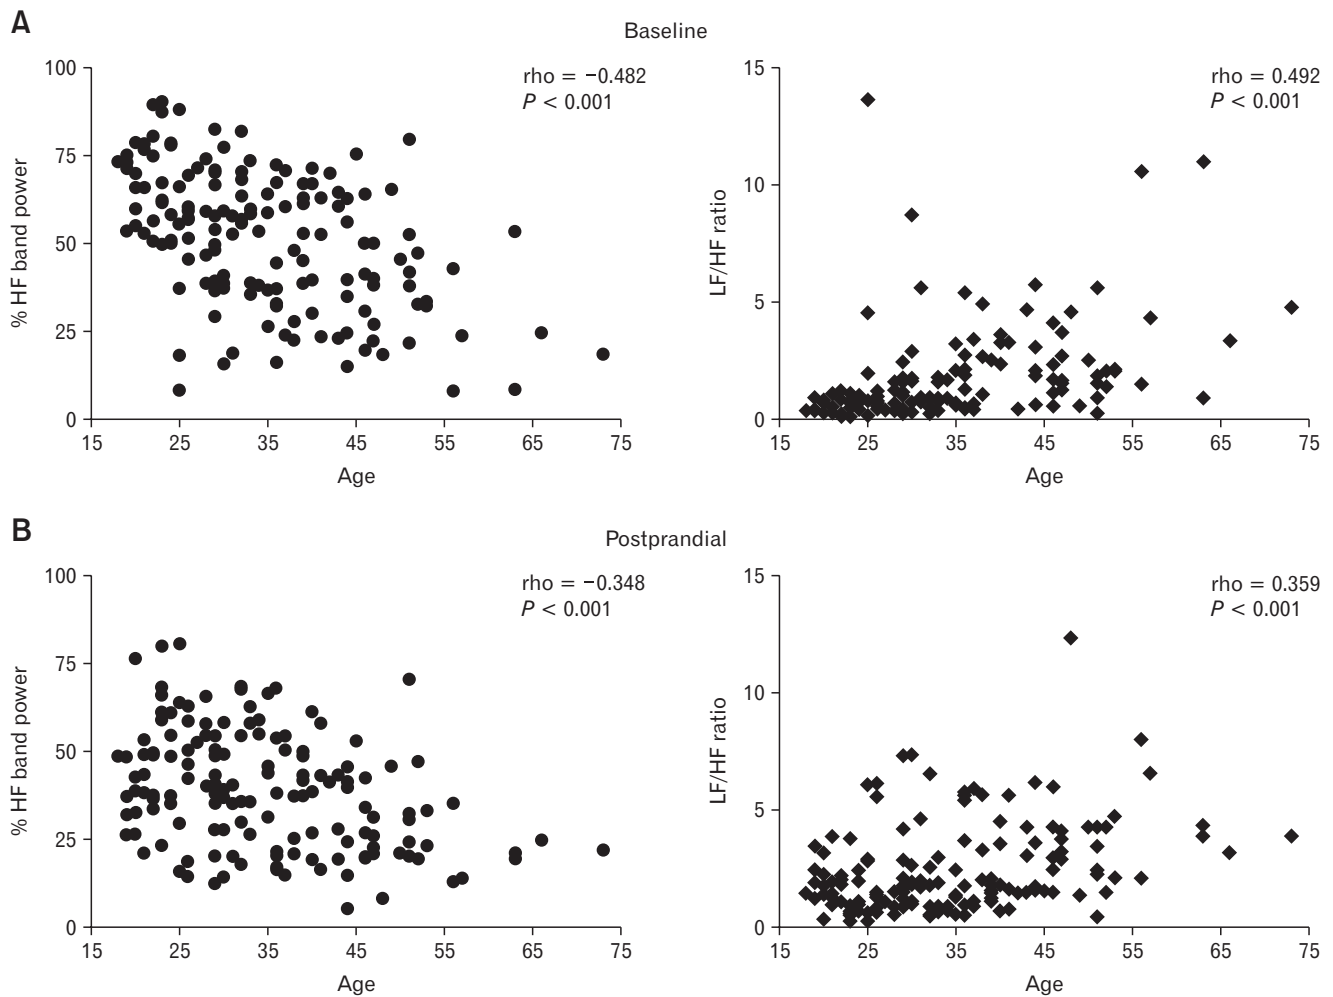 A
Baseline
100
75
50
25
0
% HF band power
rho = −0.482
P < 0.001
15 25 35 45 55 65 75
Age
15
10
5
0
LF/HF ratio
rho = 0.492
P < 0.001
15 25 35 45 55 65 75
Age
B
Postprandial
100
75
50
25
0
% HF band power
rho = −0.348
P < 0.001
15 25 35 45 55 65 75
Age
15
10
5
0
LF/HF ratio
rho = 0.359
P < 0.001
15 25 35 45 55 65 75
Age